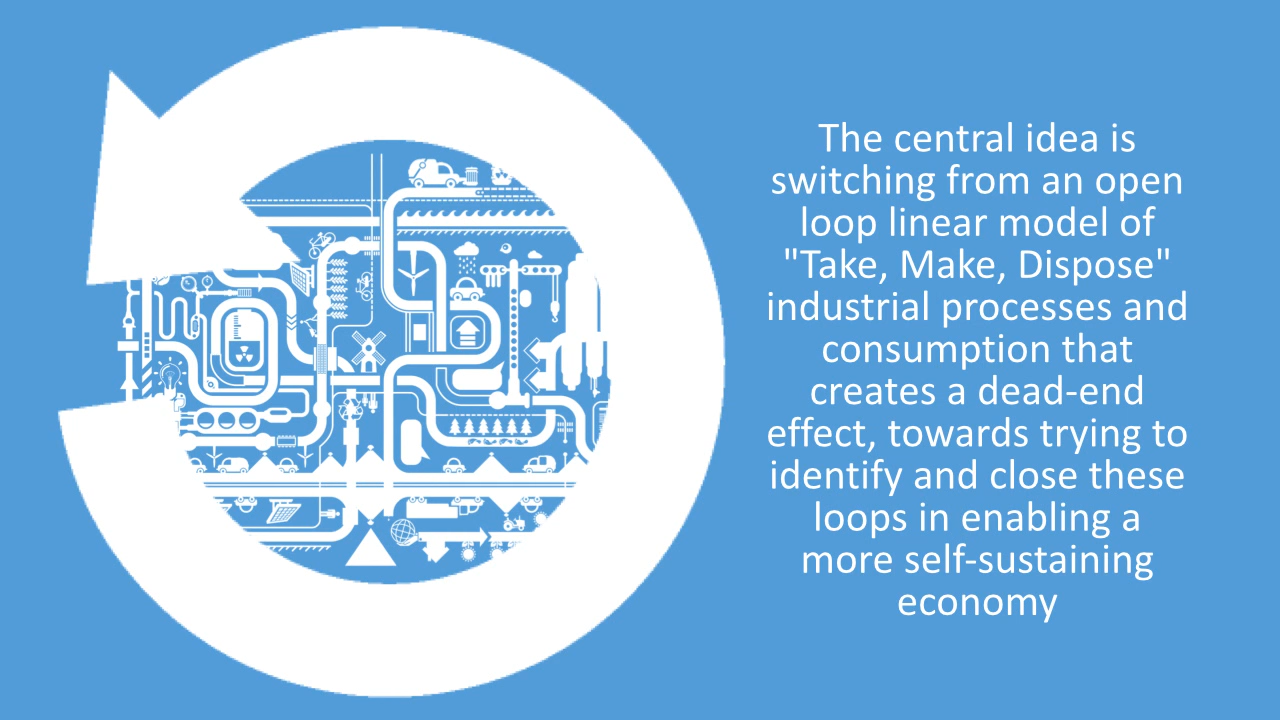 The central idea is
switching from an open
loop linear model of
"Take, Make, Dispose"
industrial processes and
consumption that
creates a dead-end
effect, towards trying to
identify and close these
loops in enabling a
more self-sustaining
economy